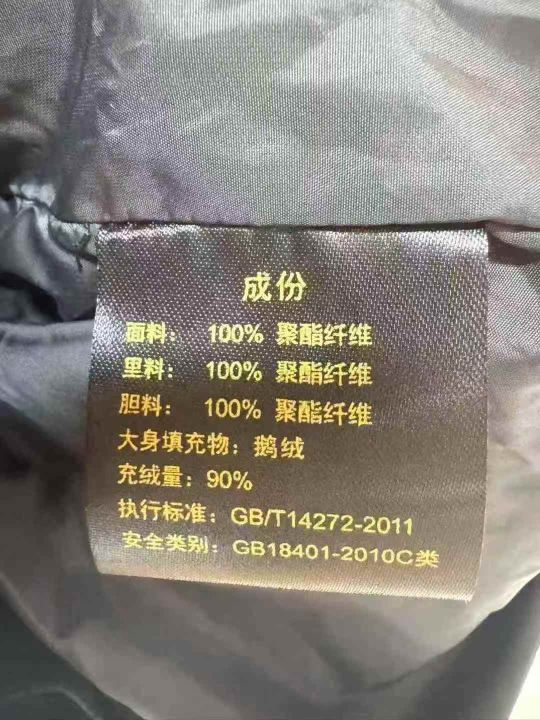 成份
面料： 100% 聚酯纤维
里料： 100% 聚酯纤维
胆料： 100% 聚酯纤维
大身填充物：鹅绒
充绒量：90%
执行标准：GB/T14272-2011
安全类别：GB18401-2010C类